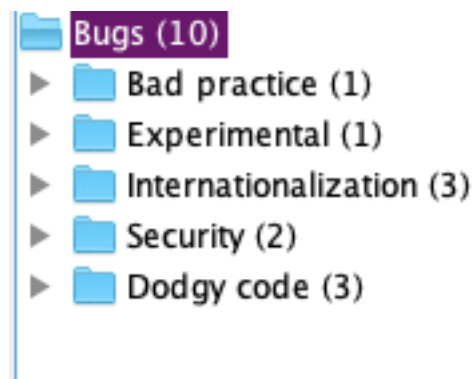 Bugs (10)
Bad practice (1)
Experimental (1)
Internationalization (3)
Security (2)
Dodgy code (3)